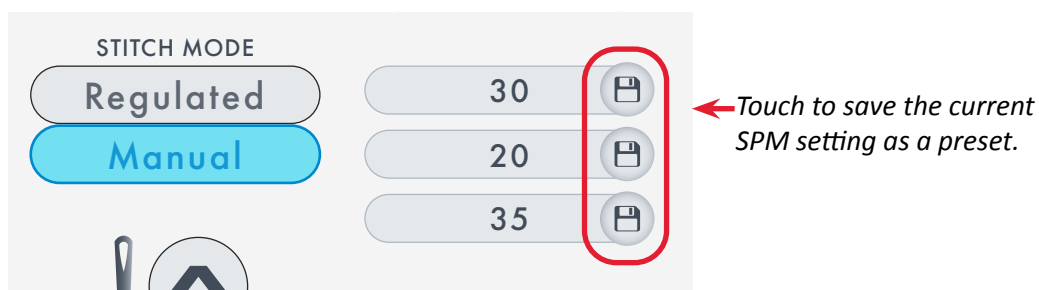 STITCH MODE
Regulated
Manual
30
20
35
Touch to save the current
SPM setting as a preset.